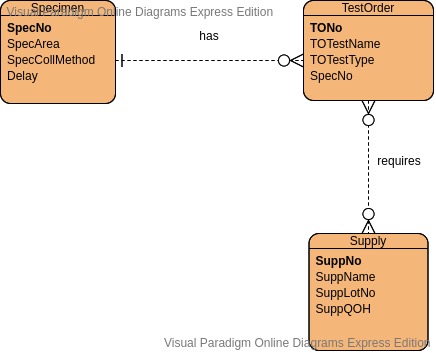 Specimen
Visual Paradigm Online Diagrams Express Edition
SpecNo
SpecArea
SpecCollMethod
Delay
has
TestOrder
TONo
TOTestName
TOTestType
SpecNo
requires
Supply
SuppNo
SuppName
SuppLotNo
SuppQOH
Visual Paradigm Online Diagrams Express Edition